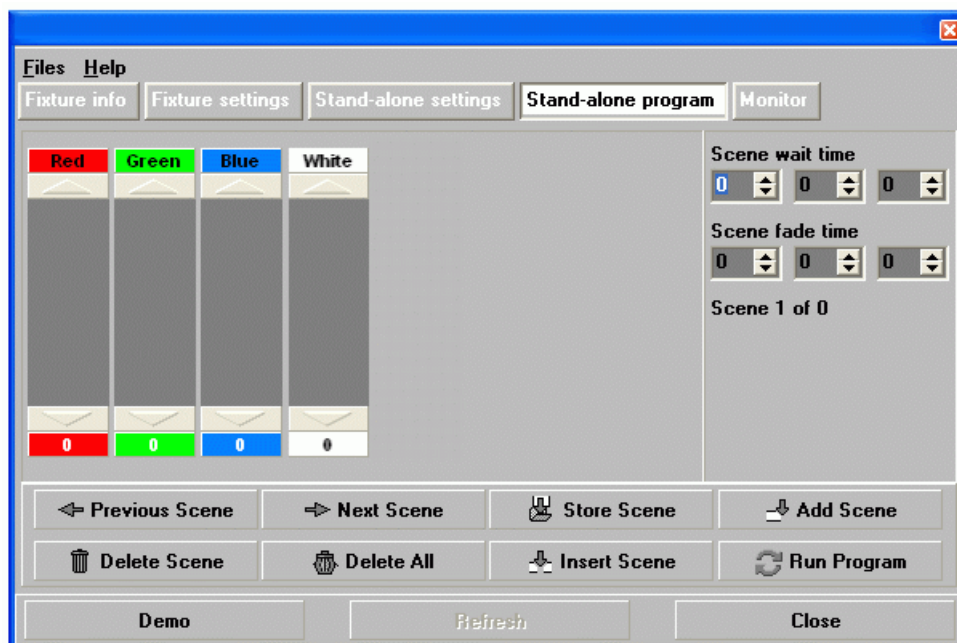 Files Help
Fixture info Fixture settings Stand-alone settings Stand-alone program Monitor
Red Green Blue White
0 0 0 0
Scene wait time
0 0 0
Scene fade time
0 0 0
Scene 1 of 0
Previous Scene Next Scene Store Scene Add Scene
Delete Scene Delete All Insert Scene Run Program
Demo Refresh Close